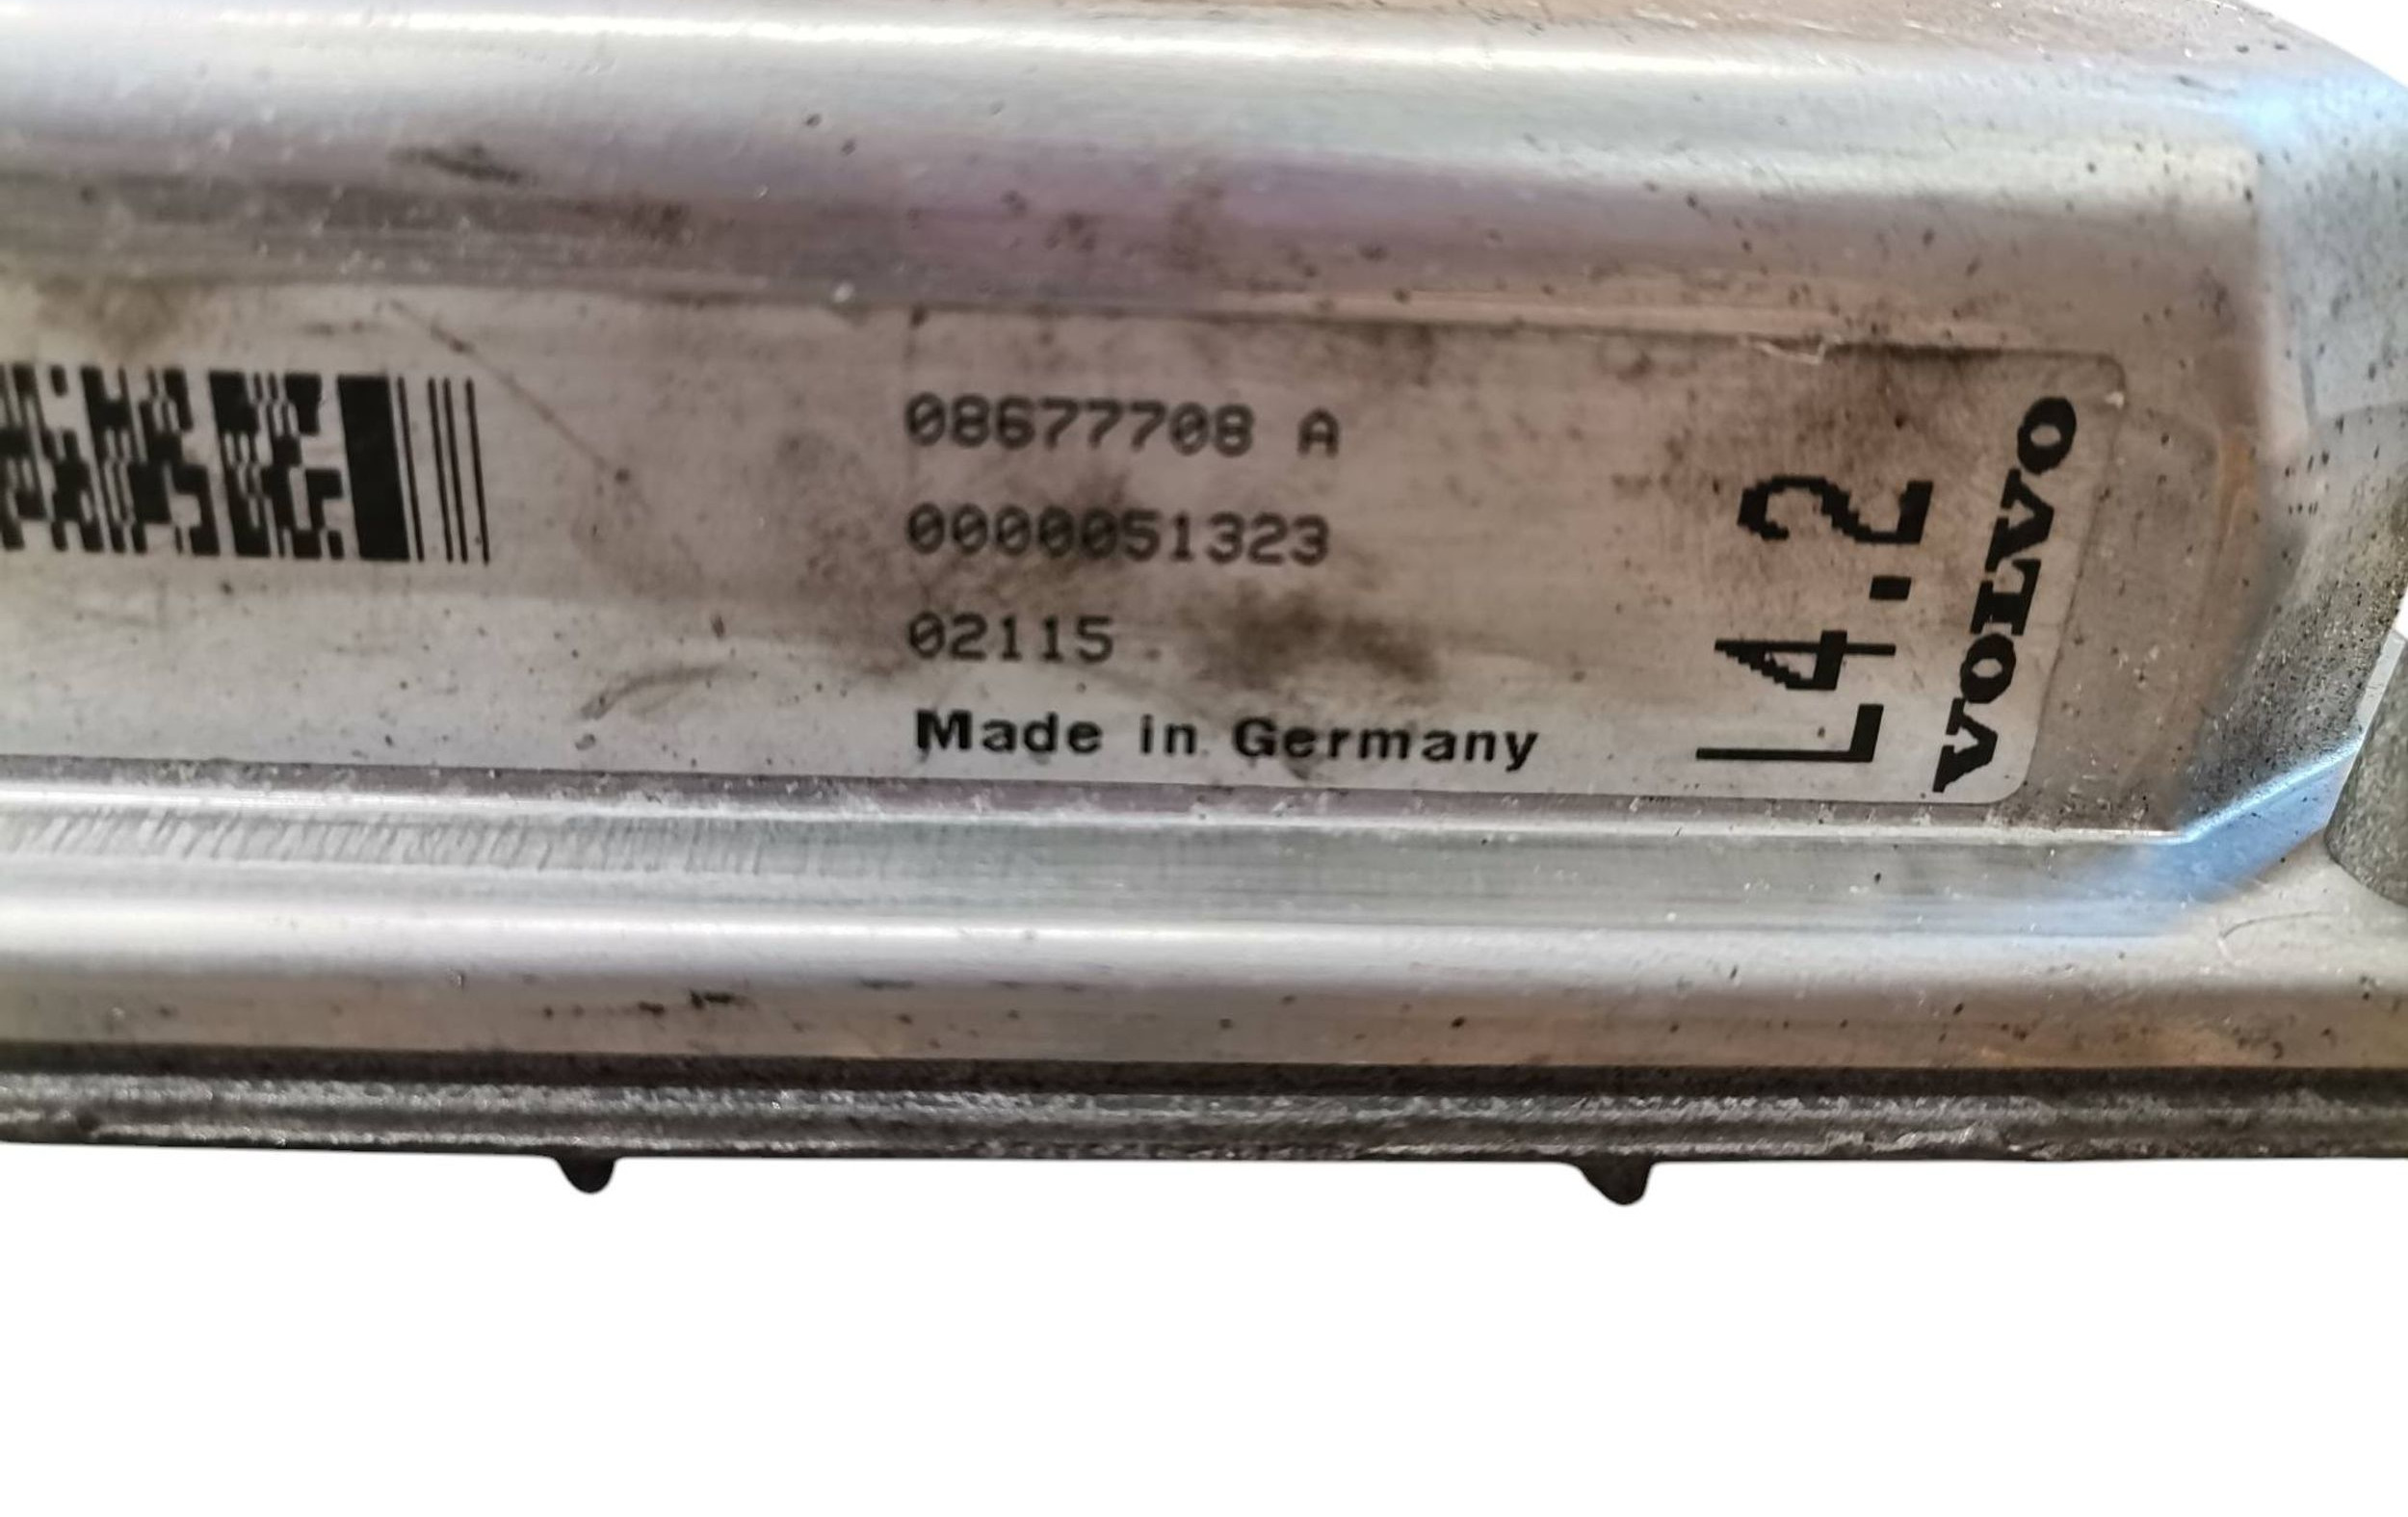 08677708 A
0000051323
02115
Made in Germany
L4.2
VOLVO